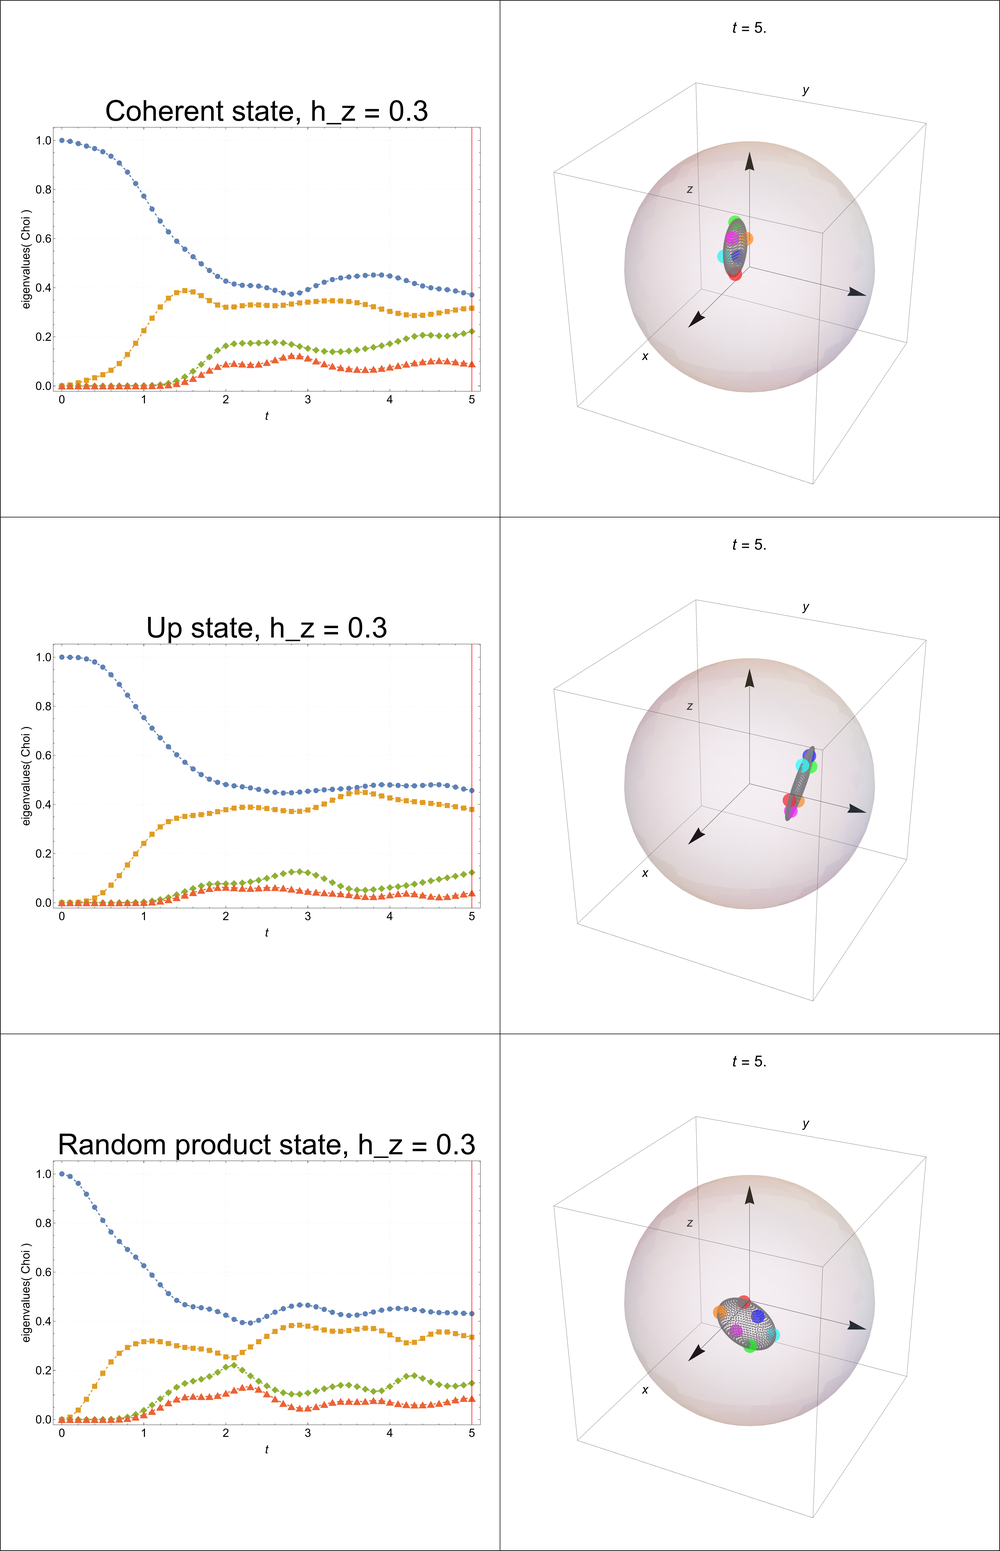 Coherent state, h_z = 0.3
eigenvalues( Choi )
1.0
0.8
0.6
0.4
0.2
0.0
0 1 2 3 4 5
t
t = 5.
y
z
x
Up state, h_z = 0.3
eigenvalues( Choi )
1.0
0.8
0.6
0.4
0.2
0.0
0 1 2 3 4 5
t
t = 5.
y
z
x
Random product state, h_z = 0.3
eigenvalues( Choi )
1.0
0.8
0.6
0.4
0.2
0.0
0 1 2 3 4 5
t
t = 5.
y
z
x